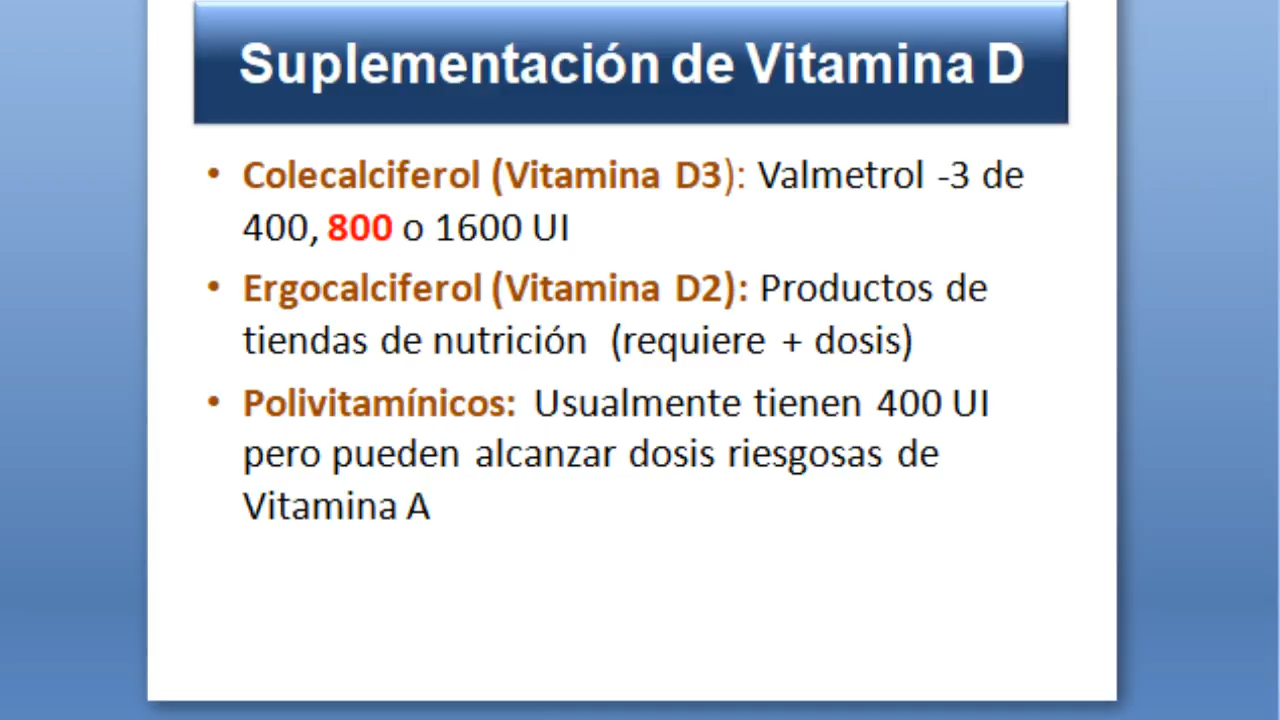 Suplementación de Vitamina D
• Colecalciferol (Vitamina D3): Valmetrol -3 de
400, 800 o 1600 UI
• Ergocalciferol (Vitamina D2): Productos de
tiendas de nutrición (requiere + dosis)
• Polivitamínicos: Usualmente tienen 400 UI
pero pueden alcanzar dosis riesgosas de
Vitamina A